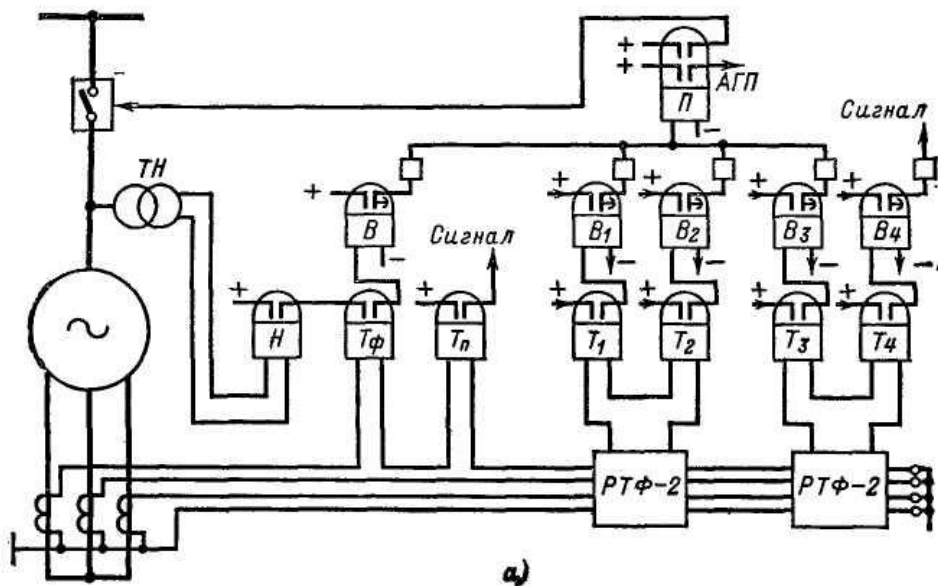 +
+
АГП
П
−
Сигнал
ТН
+
В
−
Сигнал
+
В1
−
+
В2
−
+
В3
−
+
В4
−
+
Н
Тф
+
Тп
+
Т1
+
Т2
+
Т3
+
Т4
РТФ-2
РТФ-2
а)